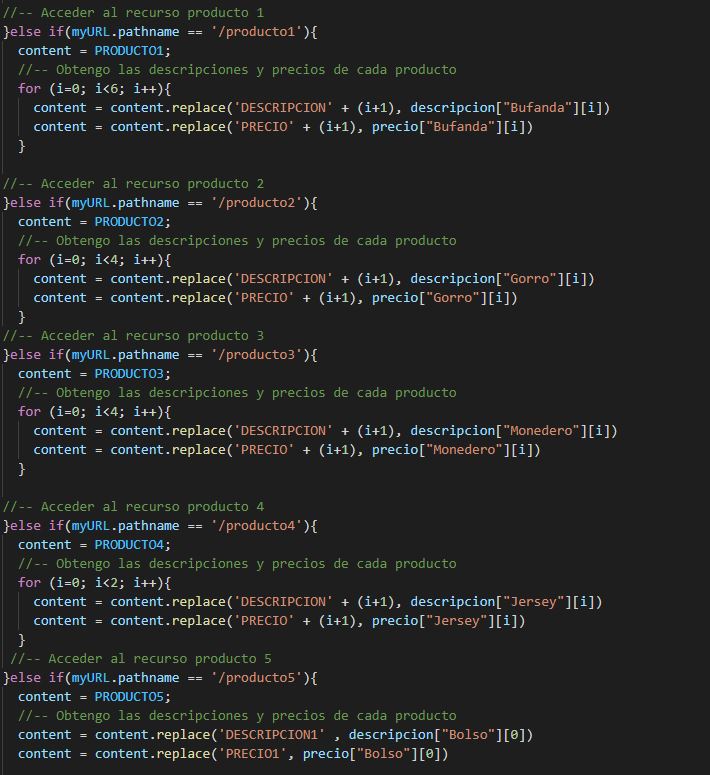 //-- Acceder al recurso producto 1
}else if(myURL.pathname == '/producto1'){
content = PRODUCTO1;
//-- Obtengo las descripciones y precios de cada producto
for (i=0; i<6; i++){
content = content.replace('DESCRIPCION' + (i+1), descripcion["Bufanda"][i])
content = content.replace('PRECIO' + (i+1), precio["Bufanda"][i])
}
//-- Acceder al recurso producto 2
}else if(myURL.pathname == '/producto2'){
content = PRODUCTO2;
//-- Obtengo las descripciones y precios de cada producto
for (i=0; i<4; i++){
content = content.replace('DESCRIPCION' + (i+1), descripcion["Gorro"][i])
content = content.replace('PRECIO' + (i+1), precio["Gorro"][i])
}
//-- Acceder al recurso producto 3
}else if(myURL.pathname == '/producto3'){
content = PRODUCTO3;
//-- Obtengo las descripciones y precios de cada producto
for (i=0; i<4; i++){
content = content.replace('DESCRIPCION' + (i+1), descripcion["Monedero"][i])
content = content.replace('PRECIO' + (i+1), precio["Monedero"][i])
}
//-- Acceder al recurso producto 4
}else if(myURL.pathname == '/producto4'){
content = PRODUCTO4;
//-- Obtengo las descripciones y precios de cada producto
for (i=0; i<2; i++){
content = content.replace('DESCRIPCION' + (i+1), descripcion["Jersey"][i])
content = content.replace('PRECIO' + (i+1), precio["Jersey"][i])
}
//-- Acceder al recurso producto 5
}else if(myURL.pathname == '/producto5'){
content = PRODUCTO5;
//-- Obtengo las descripciones y precios de cada producto
content = content.replace('DESCRIPCION1' , descripcion["Bolso"][0])
content = content.replace('PRECIO1', precio["Bolso"][0])